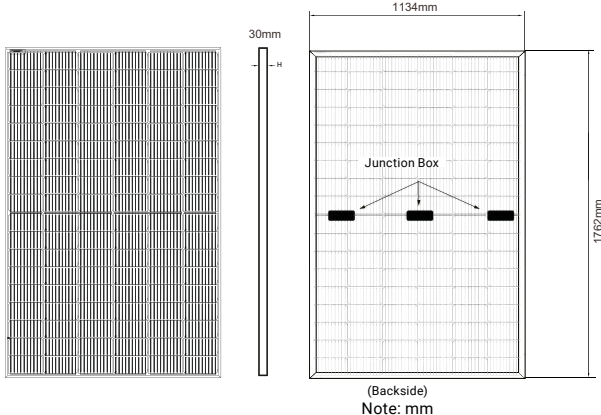 1134mm
30mm
H
Junction Box
1762mm
(Backside)
Note: mm